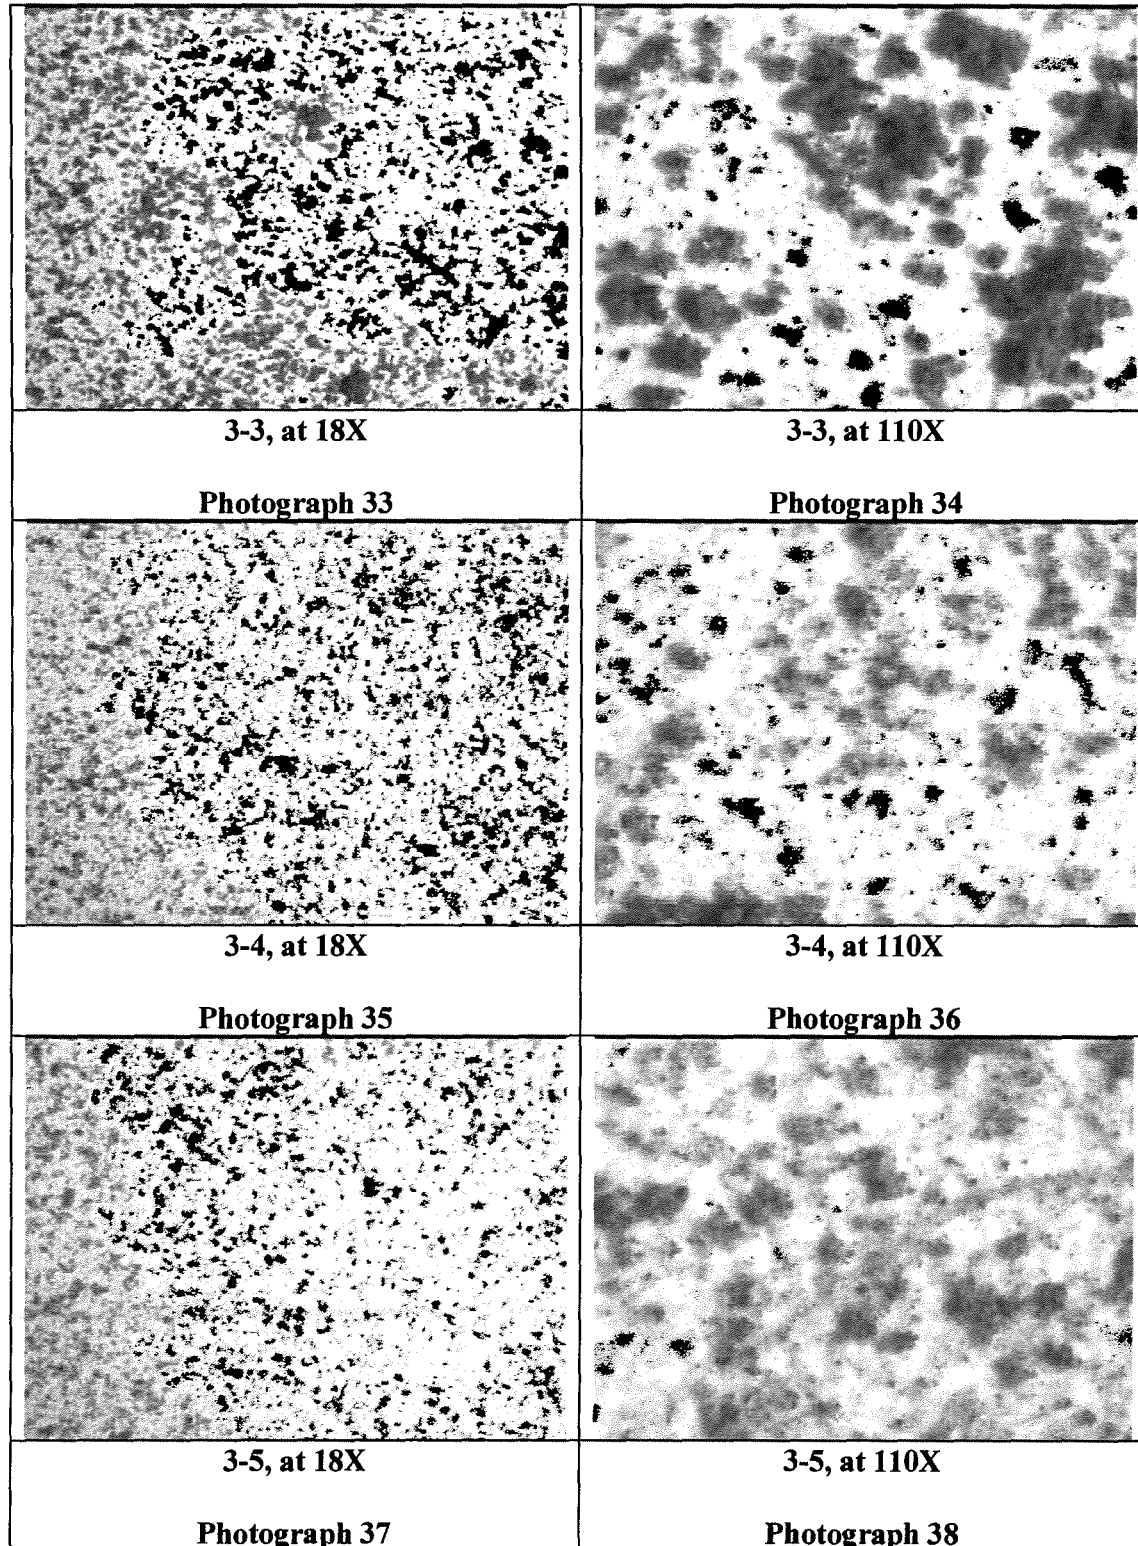 3-3, at 18X
3-3, at 110X
Photograph 33
Photograph 34
3-4, at 18X
3-4, at 110X
Photograph 35
Photograph 36
3-5, at 18X
3-5, at 110X
Photograph 37
Photograph 38